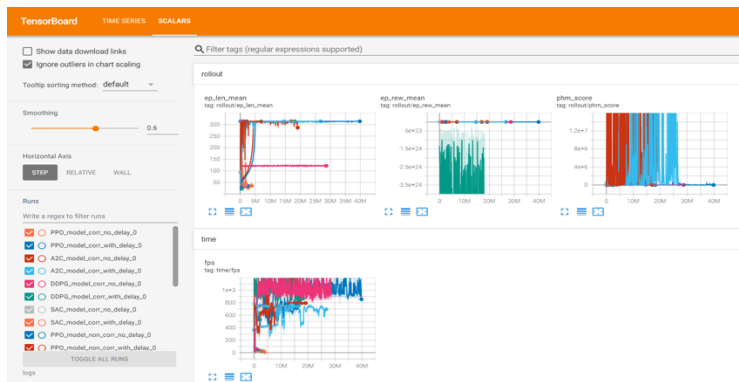 TensorBoard TIME SERIES SCALARS
Show data download links
Ignore outliers in chart scaling
Tooltip sorting method: default
Smoothing
0.6
Horizontal Axis
STEP RELATIVE WALL
Runs
Write a regex to filter runs
PPO_model_corr_no_delay_0
PPO_model_corr_with_delay_0
A2C_model_corr_no_delay_0
A2C_model_corr_with_delay_0
DDPG_model_corr_no_delay_0
DDPG_model_corr_with_delay_0
SAC_model_corr_no_delay_0
SAC_model_corr_with_delay_0
PPO_model_non_corr_no_delay_0
PPO_model_non_corr_with_delay_0
TOGGLE ALL RUNS
logs
Filter tags (regular expressions supported)
rollout
ep_len_mean
tag: rollout/ep_len_mean
300
250
200
150
100
50
0 5M 10M 15M 20M 25M 30M 35M 40M
ep_rew_mean
tag: rollout/ep_rew_mean
-5e+23
-1.5e+24
-2.5e+24
-3.5e+24
0 10M 20M 30M 40M
phm_score
tag: rollout/phm_score
1.2e+7
8e+6
4e+6
0
0 10M 20M 30M 40M
time
fps
tag: time/fps
1e+3
800
600
400
200
0
0 10M 20M 30M 40M